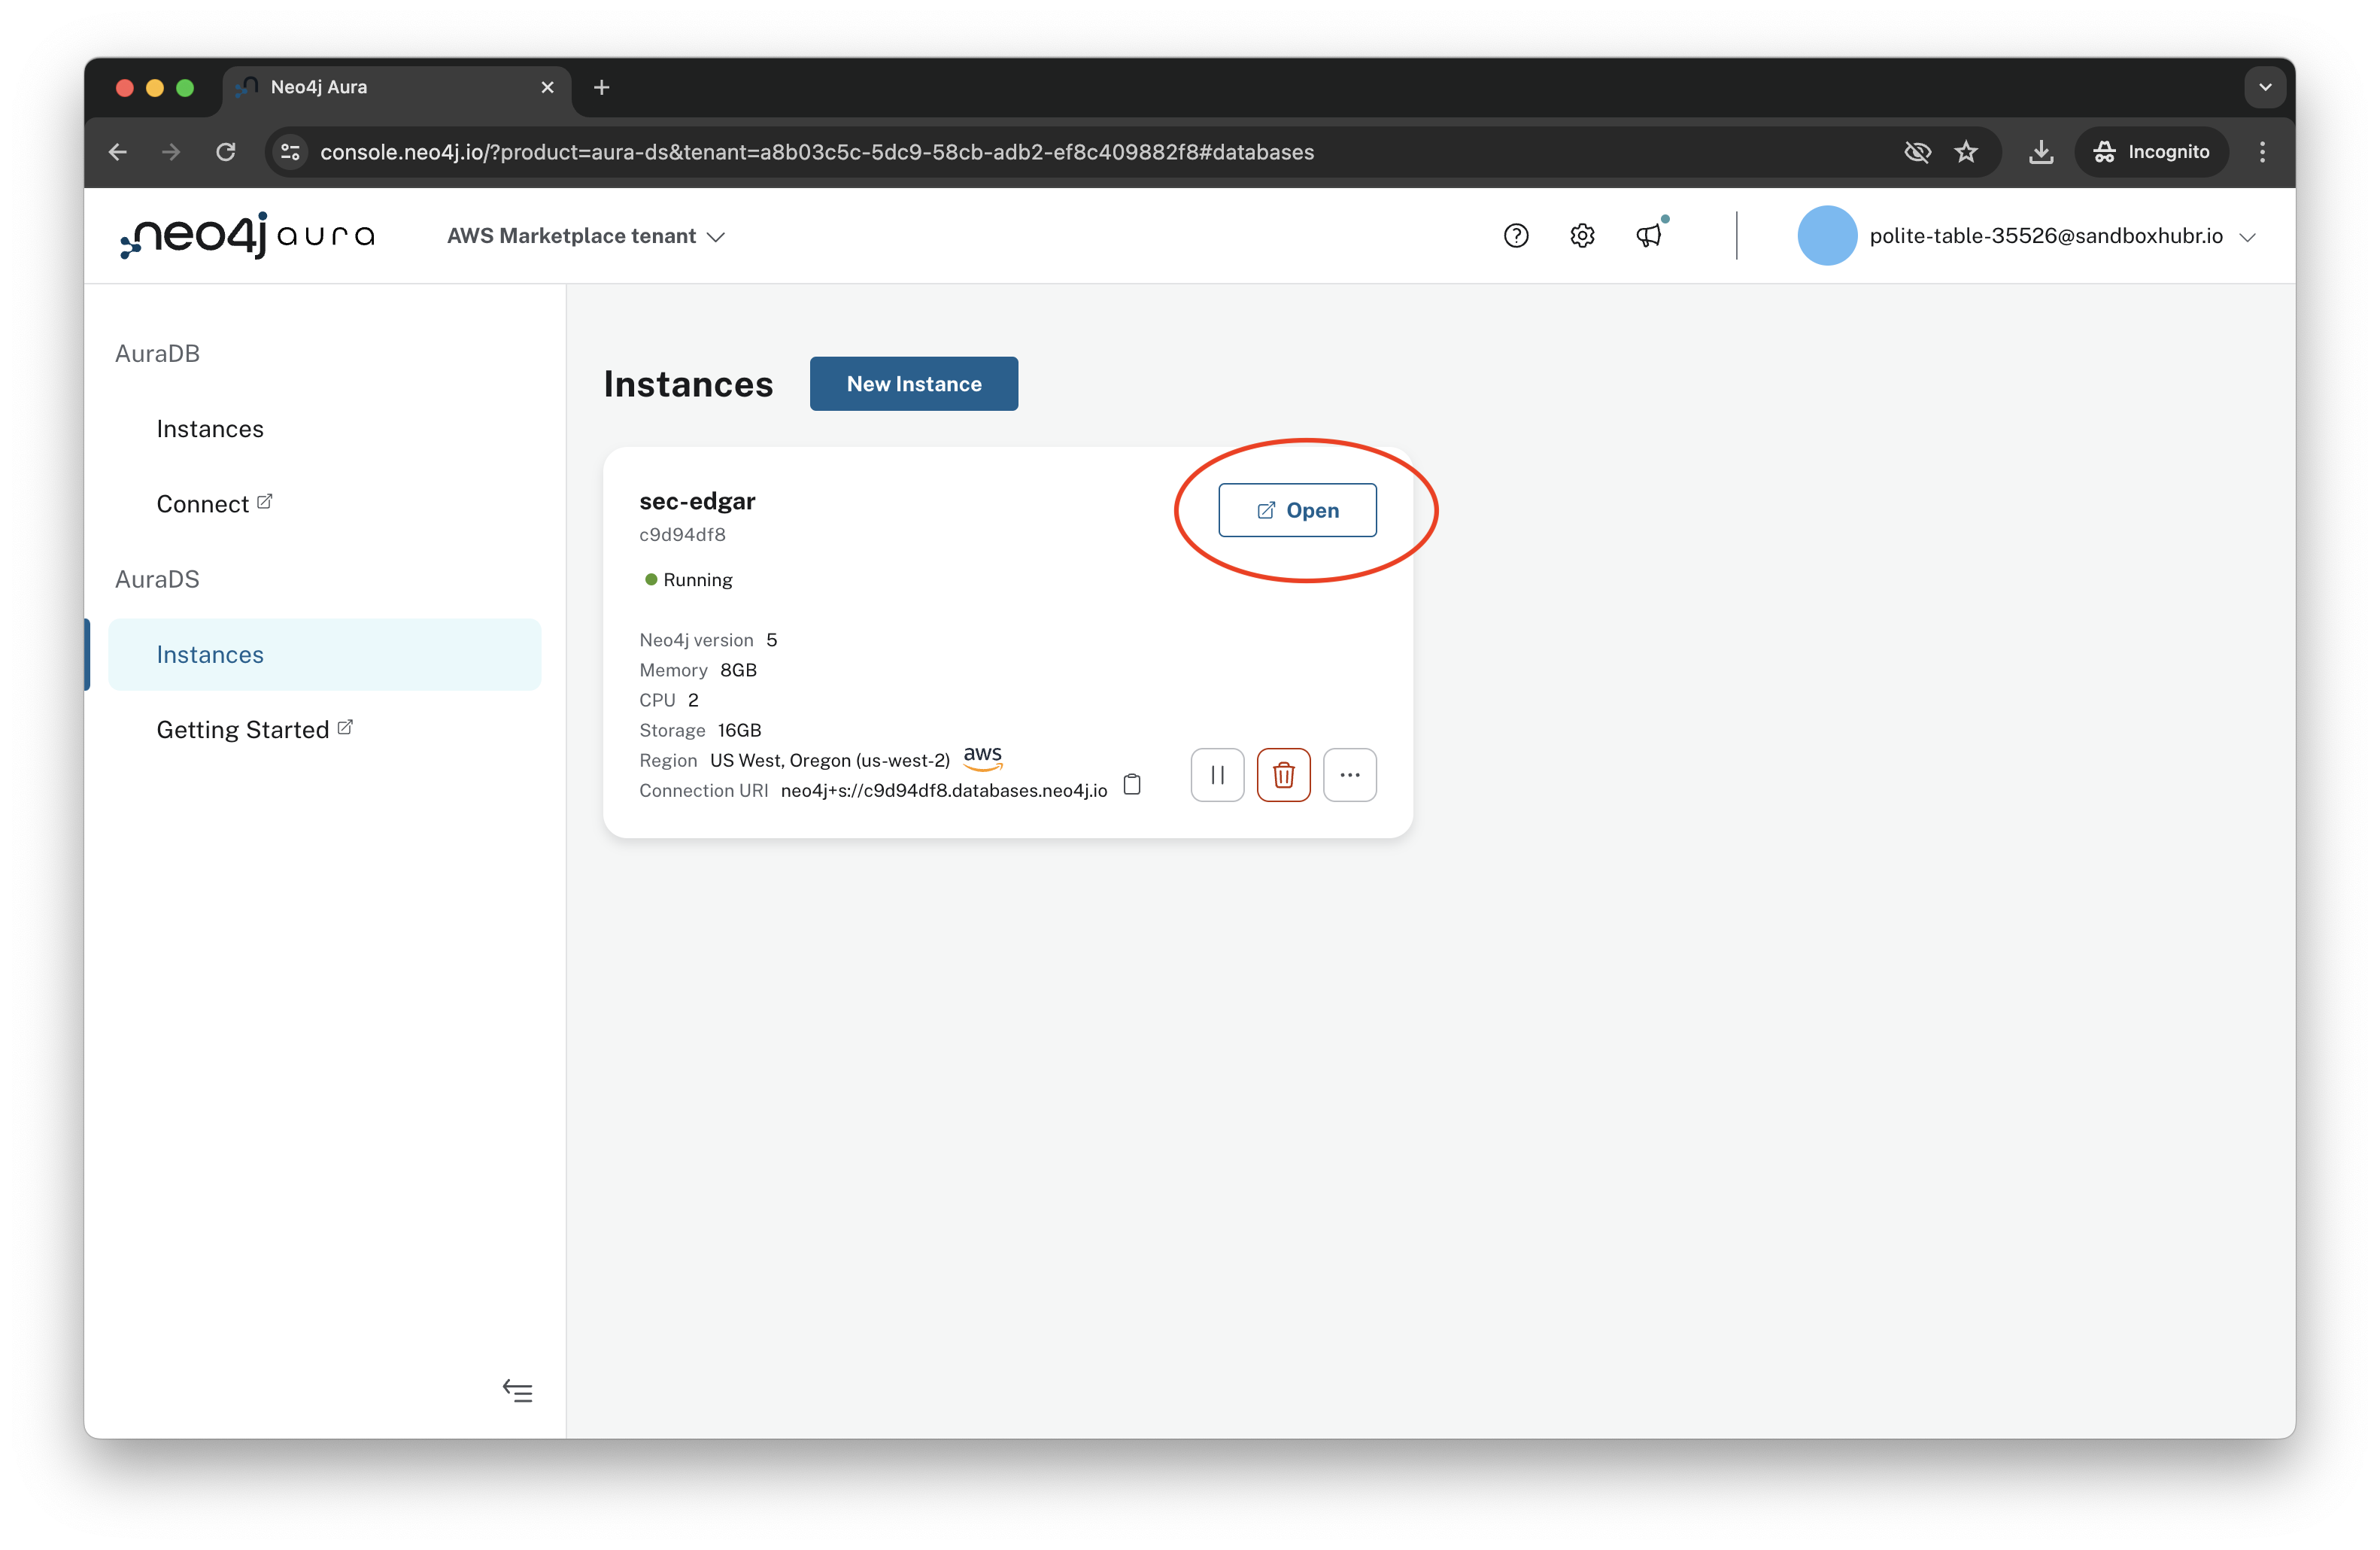 Neo4j Aura
console.neo4j.io/?product=aura-ds&tenant=a8b03c5c-5dc9-58cb-adb2-ef8c409882f8#databases
Incognito
neo4j aura
AWS Marketplace tenant
polite-table-35526@sandboxhubr.io
AuraDB
Instances
Connect
AuraDS
Instances
Getting Started
Instances
New Instance
sec-edgar
Open
c9d94df8
Running
Neo4j version 5
Memory 8GB
CPU 2
Storage 16GB
Region US West, Oregon (us-west-2) aws
Connection URI neo4j+s://c9d94df8.databases.neo4j.io